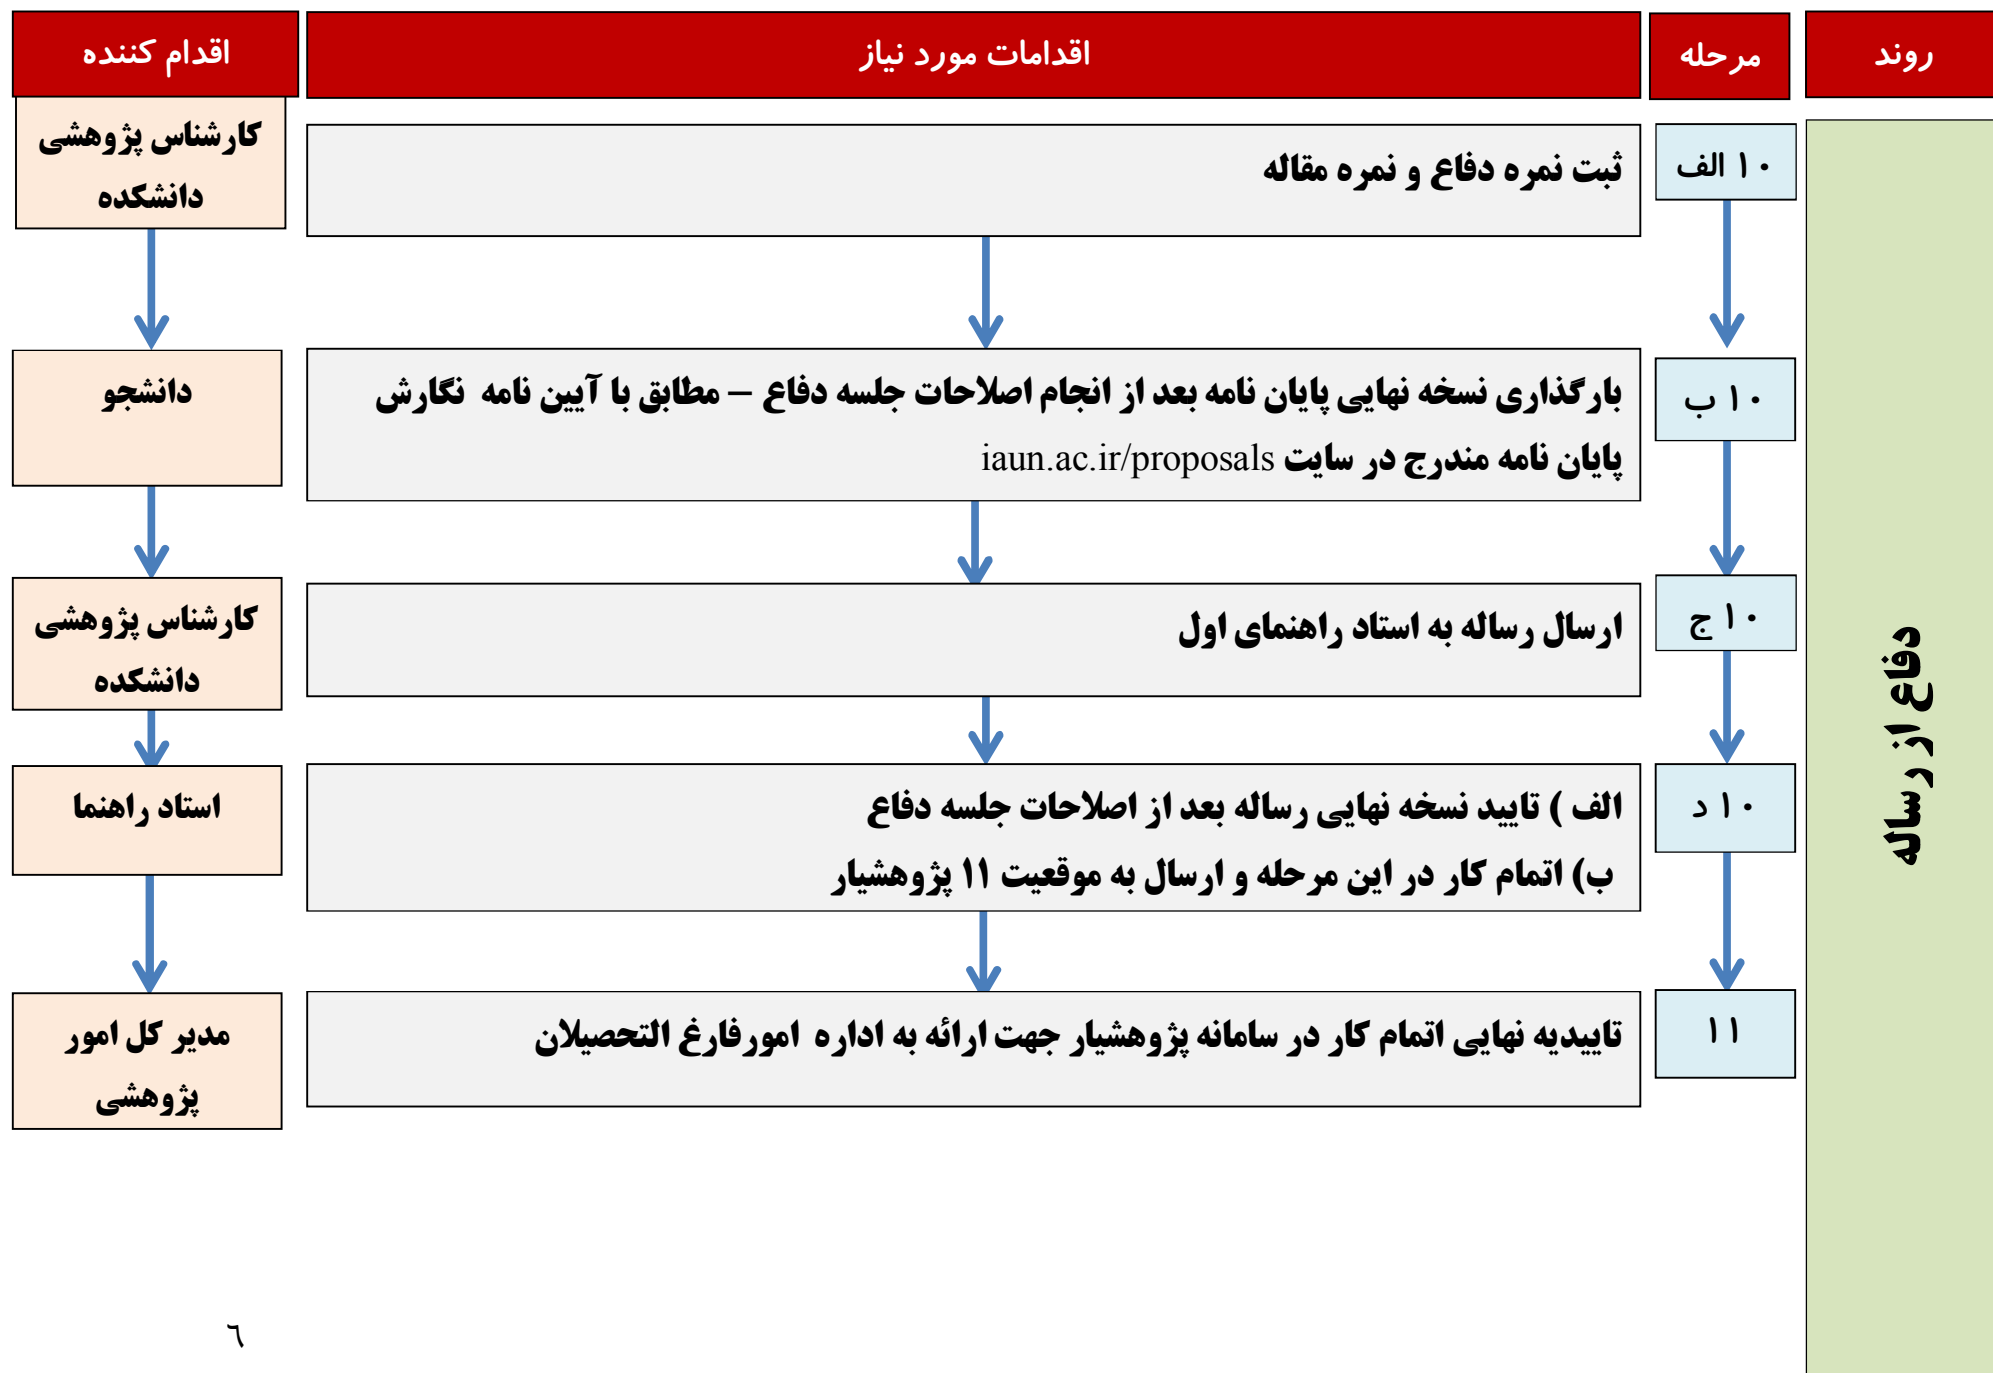 روند
مرحله
اقدامات مورد نیاز
اقدام کننده
دفاع از رساله
۱۰ الف
ثبت نمره دفاع و نمره مقاله
کارشناس پژوهشی
دانشکده
۱۰ ب
بارگذاری نسخه نهایی پایان نامه بعد از انجام اصلاحات جلسه دفاع – مطابق با آیین نامه نگارش
پایان نامه مندرج در سایت iaun.ac.ir/proposals
دانشجو
۱۰ ج
ارسال رساله به استاد راهنمای اول
کارشناس پژوهشی
دانشکده
۱۰ د
الف ) تایید نسخه نهایی رساله بعد از اصلاحات جلسه دفاع
ب) اتمام کار در این مرحله و ارسال به موقعیت ۱۱ پژوهشیار
استاد راهنما
۱۱
تاییدیه نهایی اتمام کار در سامانه پژوهشیار جهت ارائه به اداره امورفارغ التحصیلان
مدیر کل امور
پژوهشی
٦